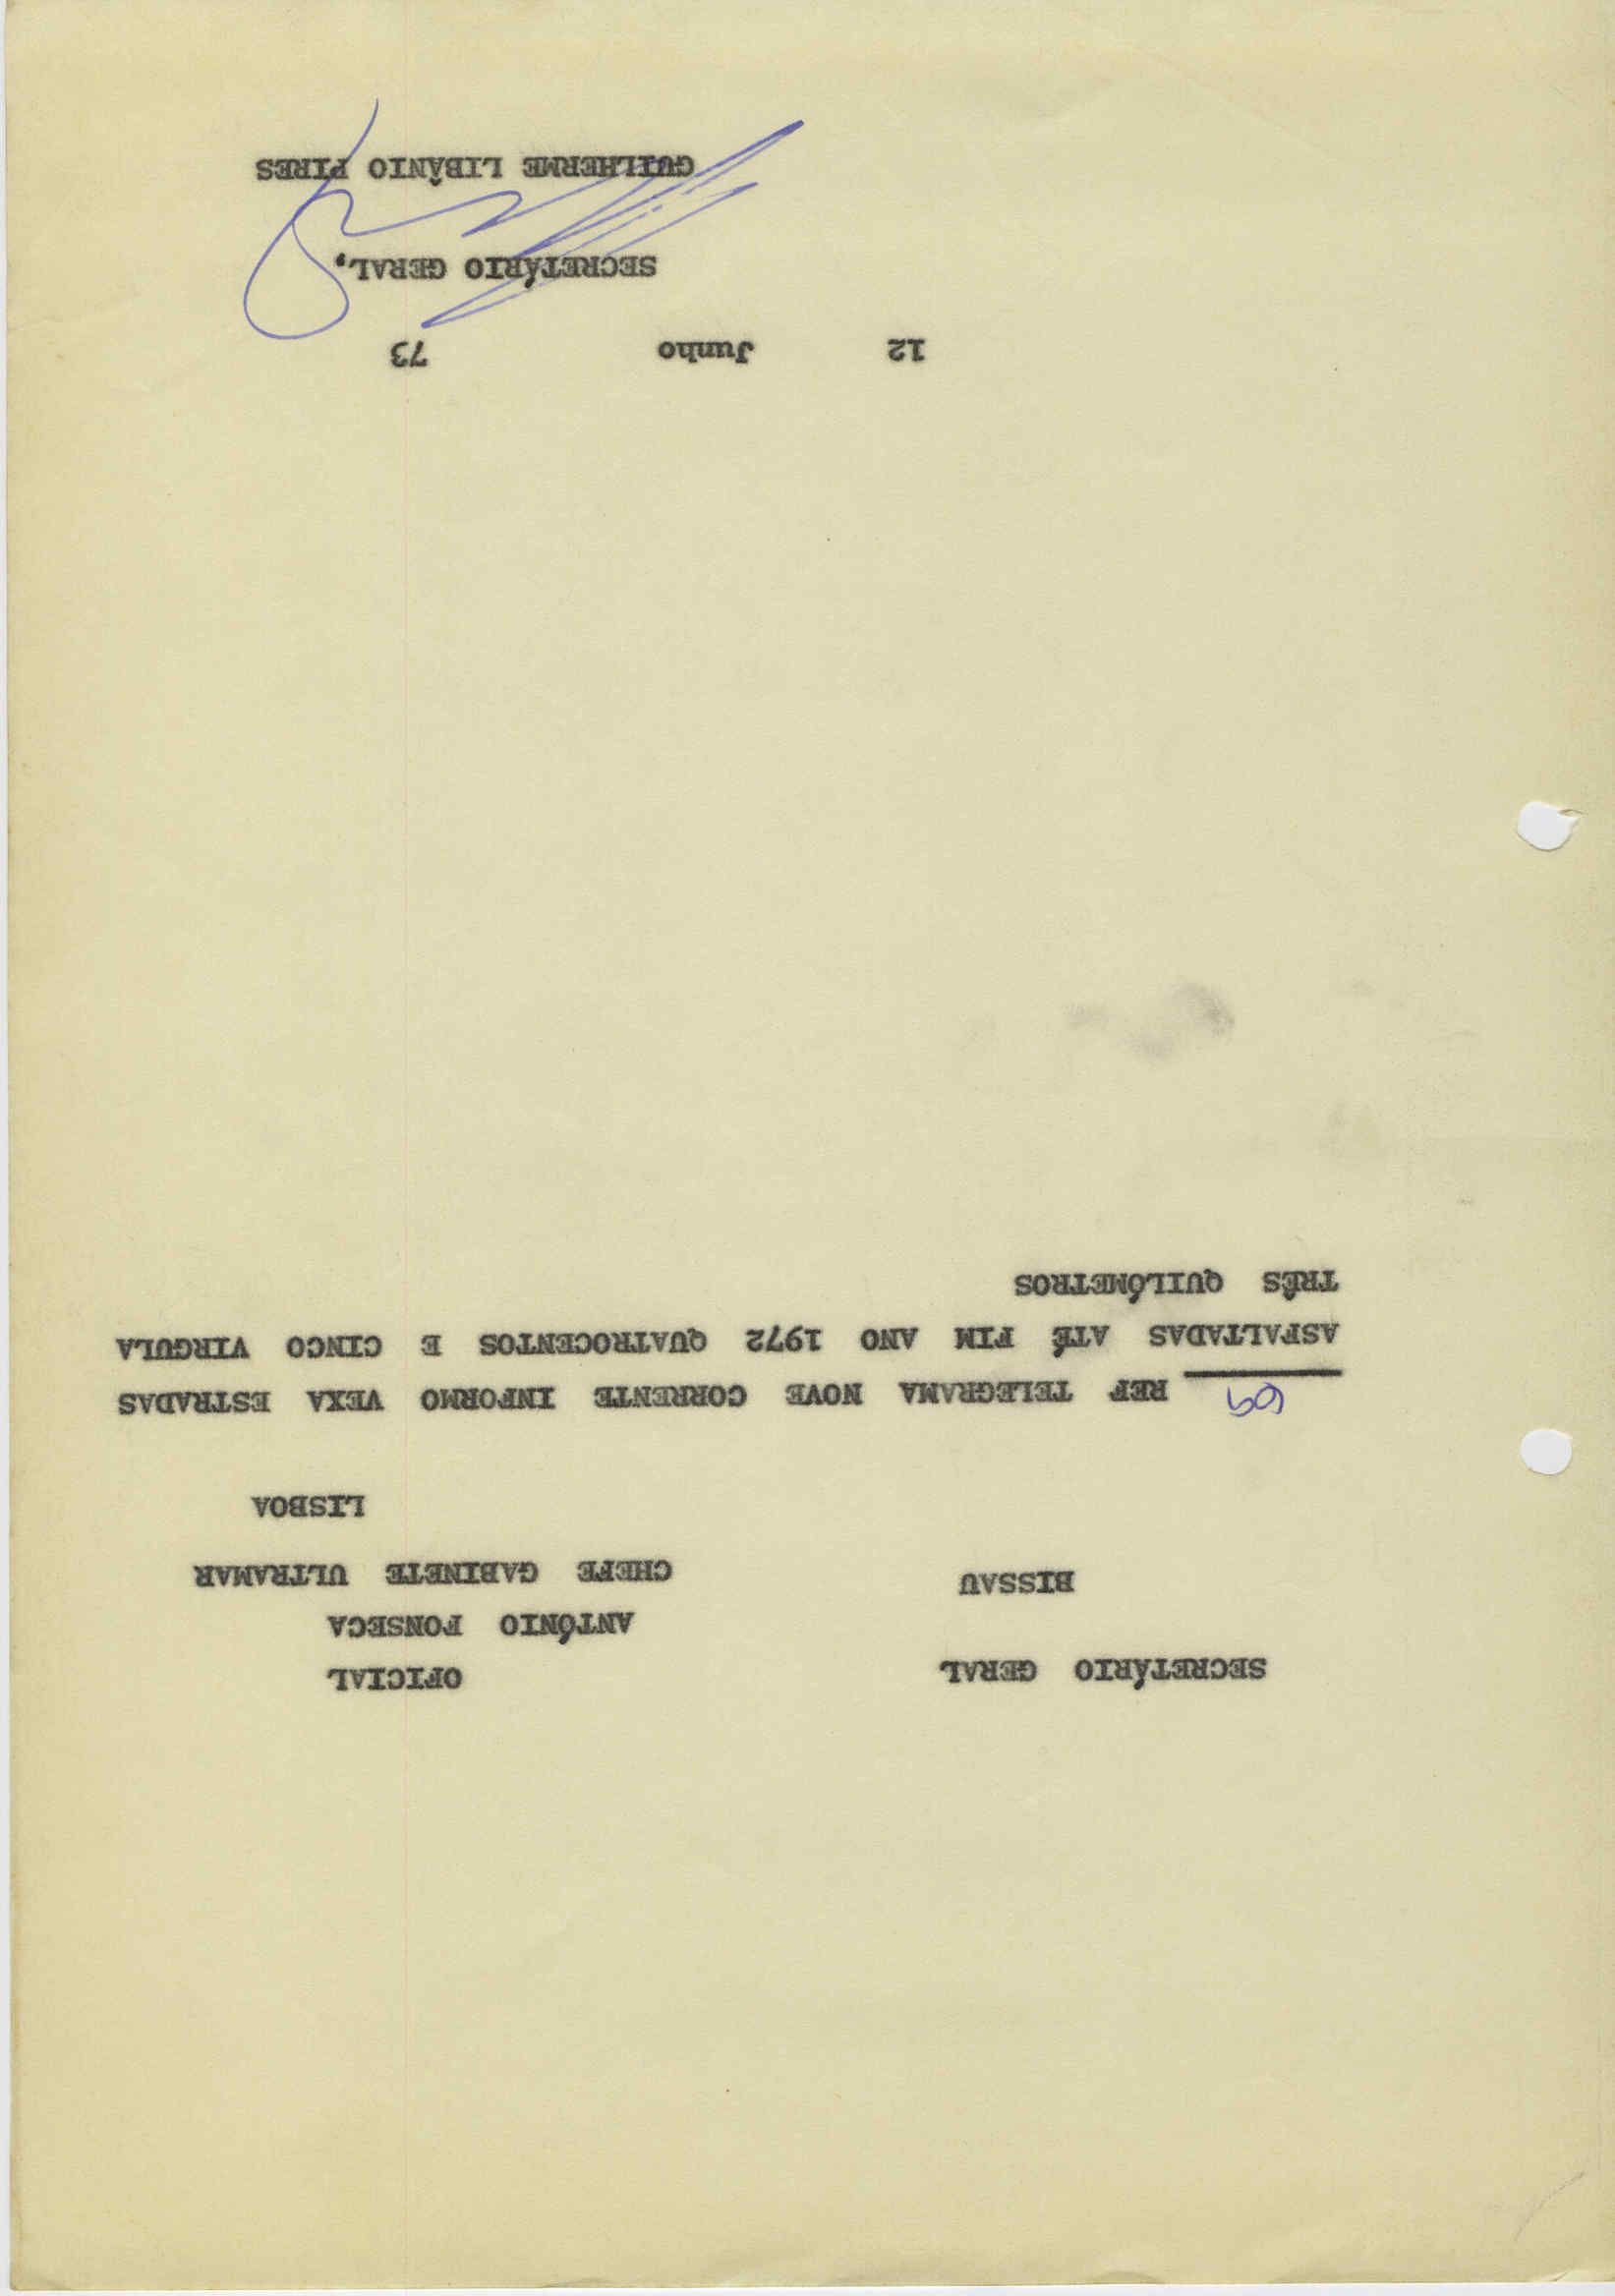 SECRETÁRIO GERAL
OFICIAL
ANTÓNIO FONSECA
BISSAU
CHEFE GABINETE ULTRAMAR
LISBOA
69 REF TELEGRAMA NOVE CORRENTE INFORMO VEXA ESTRADAS
ASFALTADAS ATÉ FIM ANO 1972 QUATROCENTOS E CINCO VIRGULA
TRÊS QUILÓMETROS
12 Junho 73
SECRETÁRIO GERAL,
GUILHERME LIBÂNIO PIRES